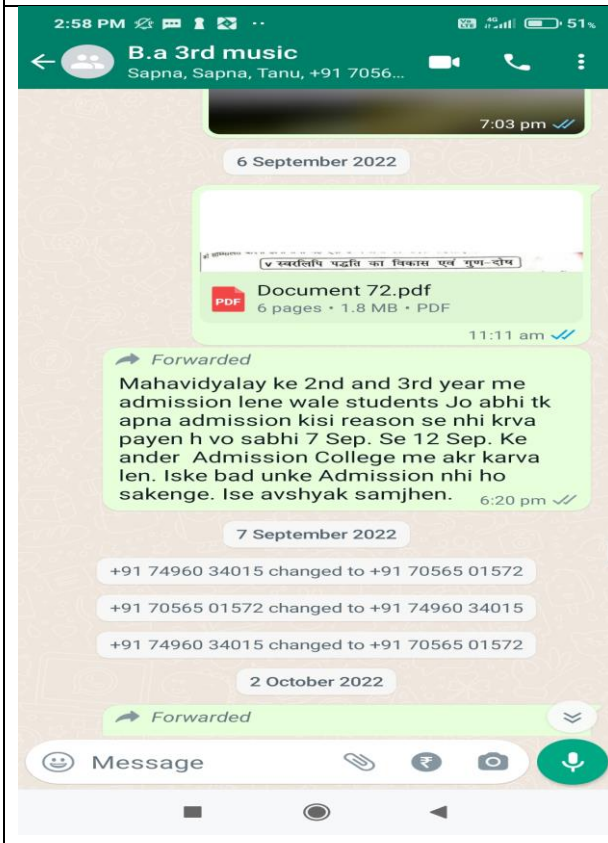 2:58 PM 4G 51%
B.a 3rd music
Sapna, Sapna, Tanu, +91 7056...
7:03 pm
6 September 2022
v स्वरलिपि पद्धति का विकास एवं गुण-दोष
PDF Document 72.pdf
6 pages • 1.8 MB • PDF
11:11 am
Forwarded
Mahavidyalay ke 2nd and 3rd year me
admission lene wale students Jo abhi tk
apna admission kisi reason se nhi krva
payen h vo sabhi 7 Sep. Se 12 Sep. Ke
ander Admission College me akr karva
len. Iske bad unke Admission nhi ho
sakenge. Ise avshyak samjhen. 6:20 pm
7 September 2022
+91 74960 34015 changed to +91 70565 01572
+91 70565 01572 changed to +91 74960 34015
+91 74960 34015 changed to +91 70565 01572
2 October 2022
Forwarded
Message ₹